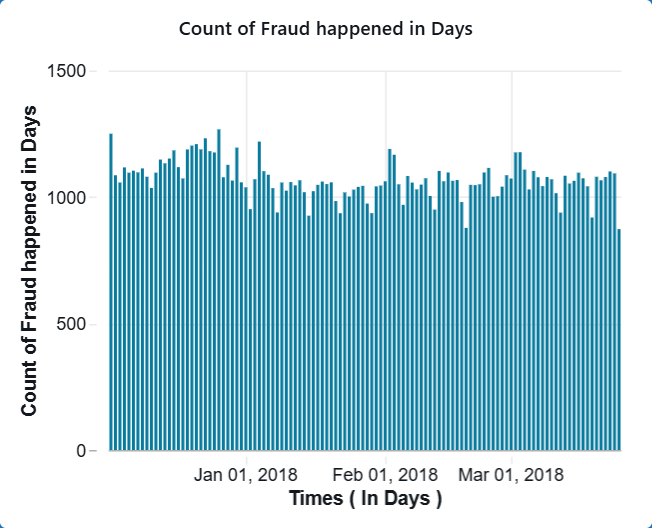 Count of Fraud happened in Days
Count of Fraud happened in Days
1500
1000
500
0
Jan 01, 2018
Feb 01, 2018
Mar 01, 2018
Times ( In Days )